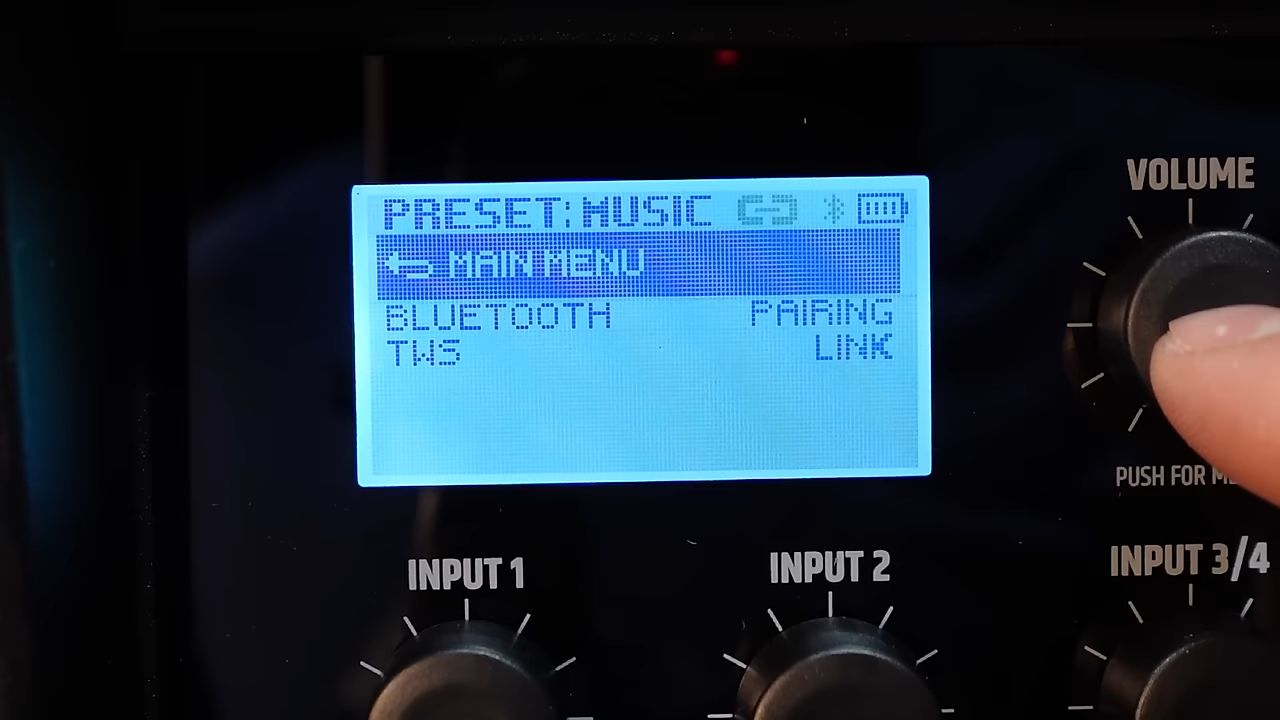 VOLUME
PRESET: MUSIC
MAIN MENU
BLUETOOTH PAIRING
TWS LINK
PUSH FOR
INPUT 1 INPUT 2 INPUT 3/4